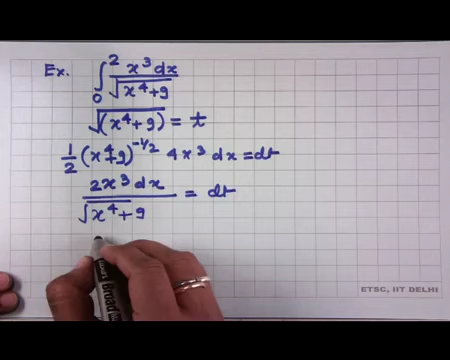 Ex. ∫₀² x³dx / √(x⁴+9)
√(x⁴+9) = t
1/2 (x⁴+9)^(-1/2) 4x³ dx = dt
2x³dx / √(x⁴+9) = dt
ETSC, IIT DELHI